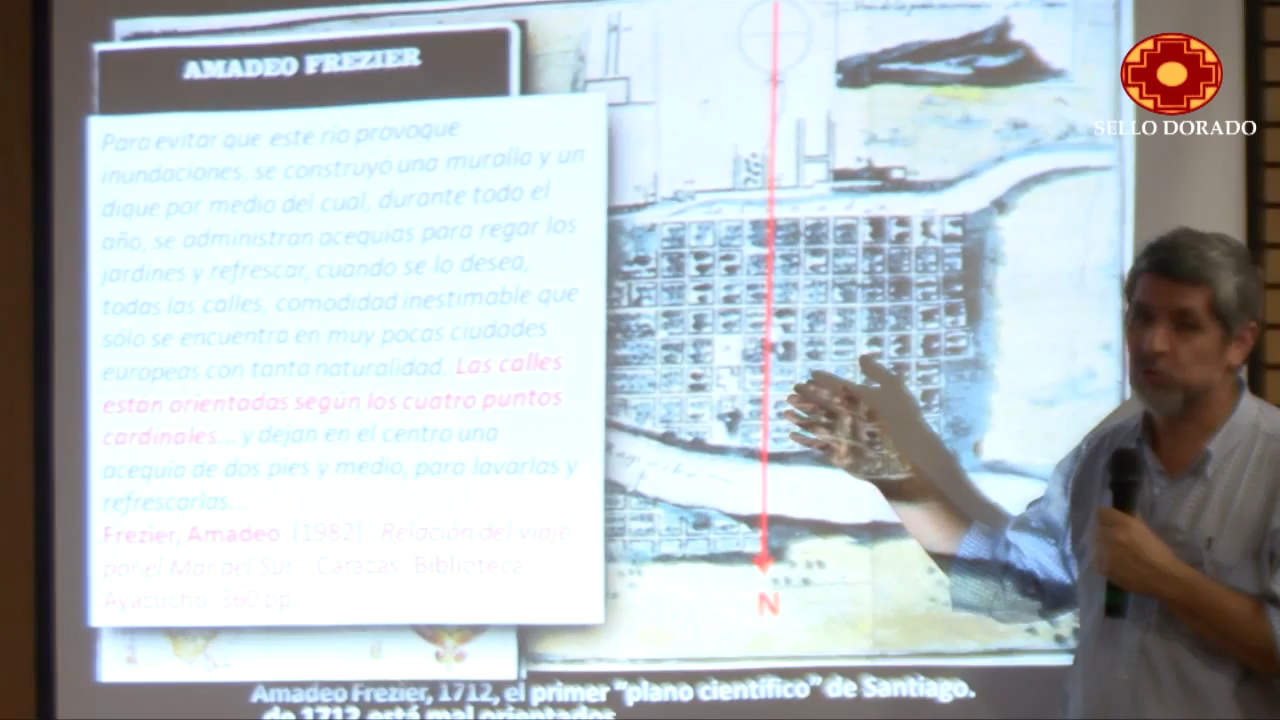 AMADEO FREZIER
Para evitar que este río provoque
inundaciones, se construyó una muralla y un
dique por medio del cual, durante todo el
año, se administran acequias para regar los
jardines y refrescar, cuando se lo desea,
todas las calles, comodidad inestimable que
sólo se encuentra en muy pocas ciudades
europeas con tanta naturalidad. Las calles
están orientadas según los cuatro puntos
cardinales....y dejan en el centro una
acequia de dos pies y medio, para lavarlas y
refrescarlas...
Frezier, Amadeo. [1982]. Relación del viaje
por el Mar del Sur. Caracas: Biblioteca
Ayacucho. 360 pp
N
Amadeo Frezier, 1712, el primer "plano científico" de Santiago.
de 1712 está mal orientados
SELLO DORADO